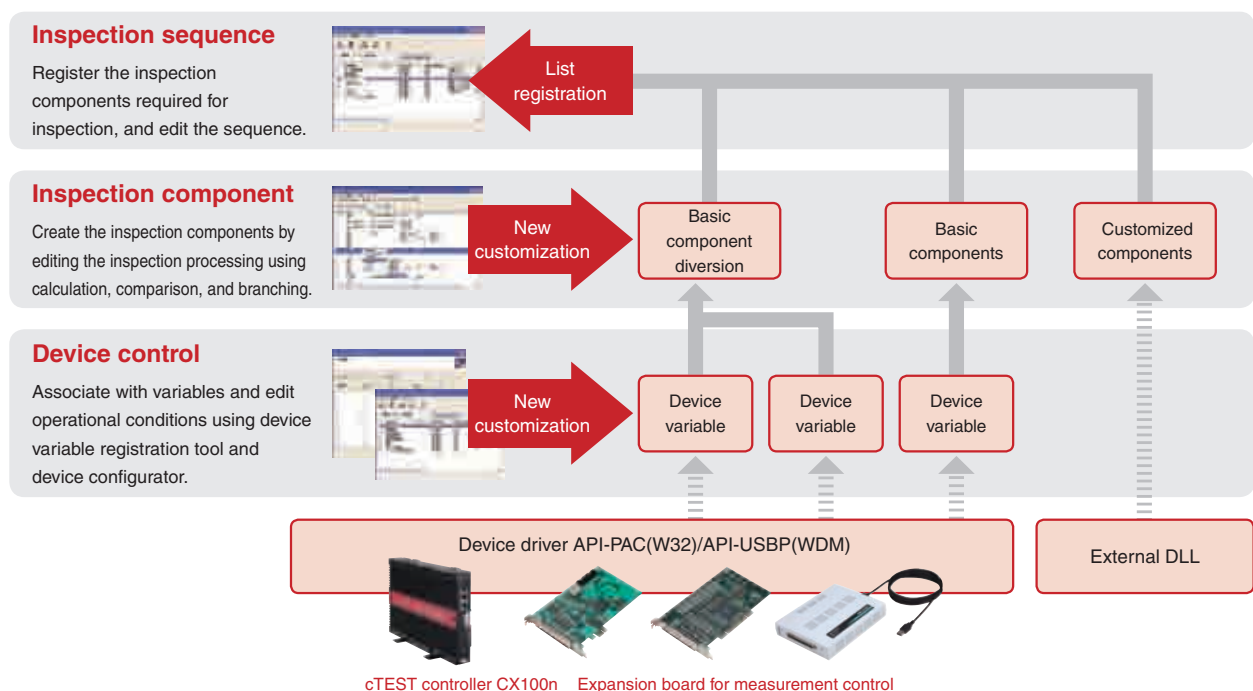 Inspection sequence
Register the inspection
components required for
inspection, and edit the sequence.
List
registration
Inspection component
Create the inspection components by
editing the inspection processing using
calculation, comparison, and branching.
New
customization
Basic
component
diversion
Basic
components
Customized
components
Device control
Associate with variables and edit
operational conditions using device
variable registration tool and
device configurator.
New
customization
Device
variable
Device
variable
Device
variable
Device driver API-PAC(W32)/API-USBP(WDM)
External DLL
cTEST controller CX100n
Expansion board for measurement control